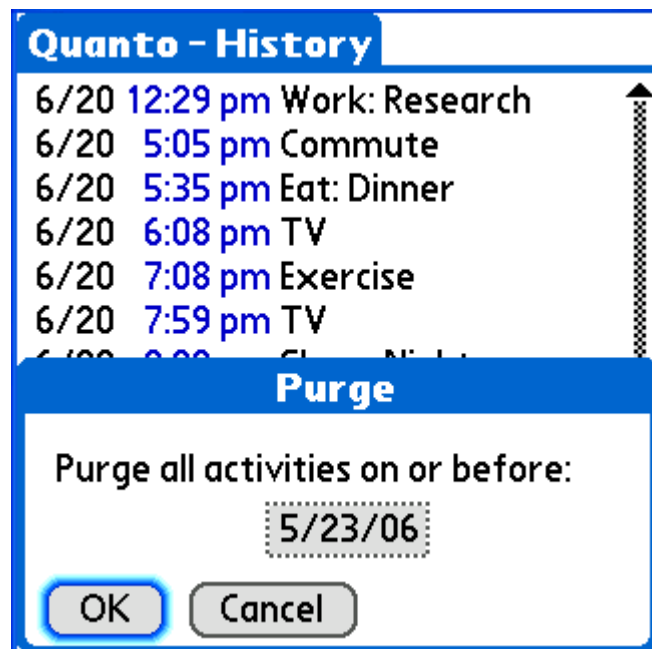 Quanto - History
6/20 12:29 pm Work: Research
6/20 5:05 pm Commute
6/20 5:35 pm Eat: Dinner
6/20 6:08 pm TV
6/20 7:08 pm Exercise
6/20 7:59 pm TV
Purge
Purge all activities on or before:
5/23/06
OK Cancel